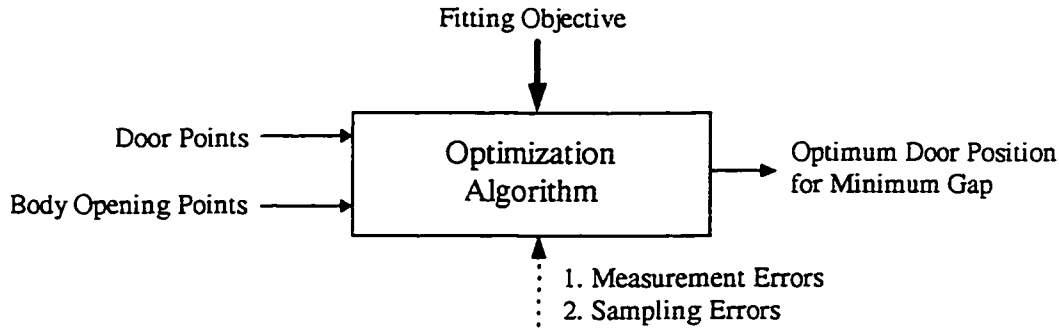 Fitting Objective
Door Points
Body Opening Points
Optimization
Algorithm
Optimum Door Position
for Minimum Gap
1. Measurement Errors
2. Sampling Errors